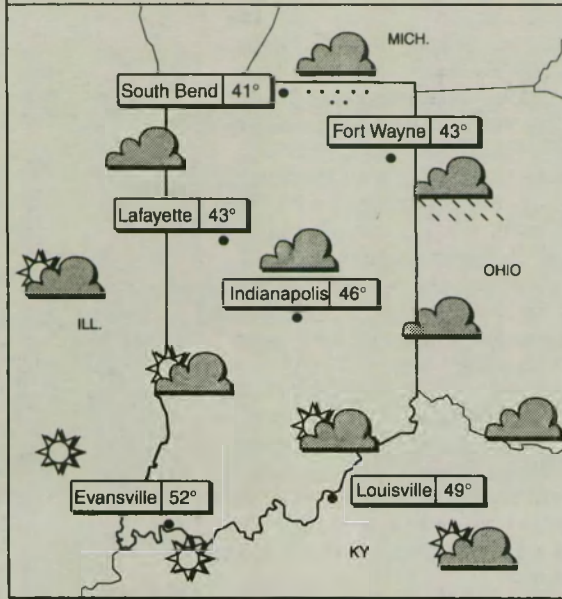 MICH.
South Bend 41°
Fort Wayne 43°
Lafayette 43°
OHIO
Indianapolis 46°
ILL.
Evansville 52°
Louisville 49°
KY